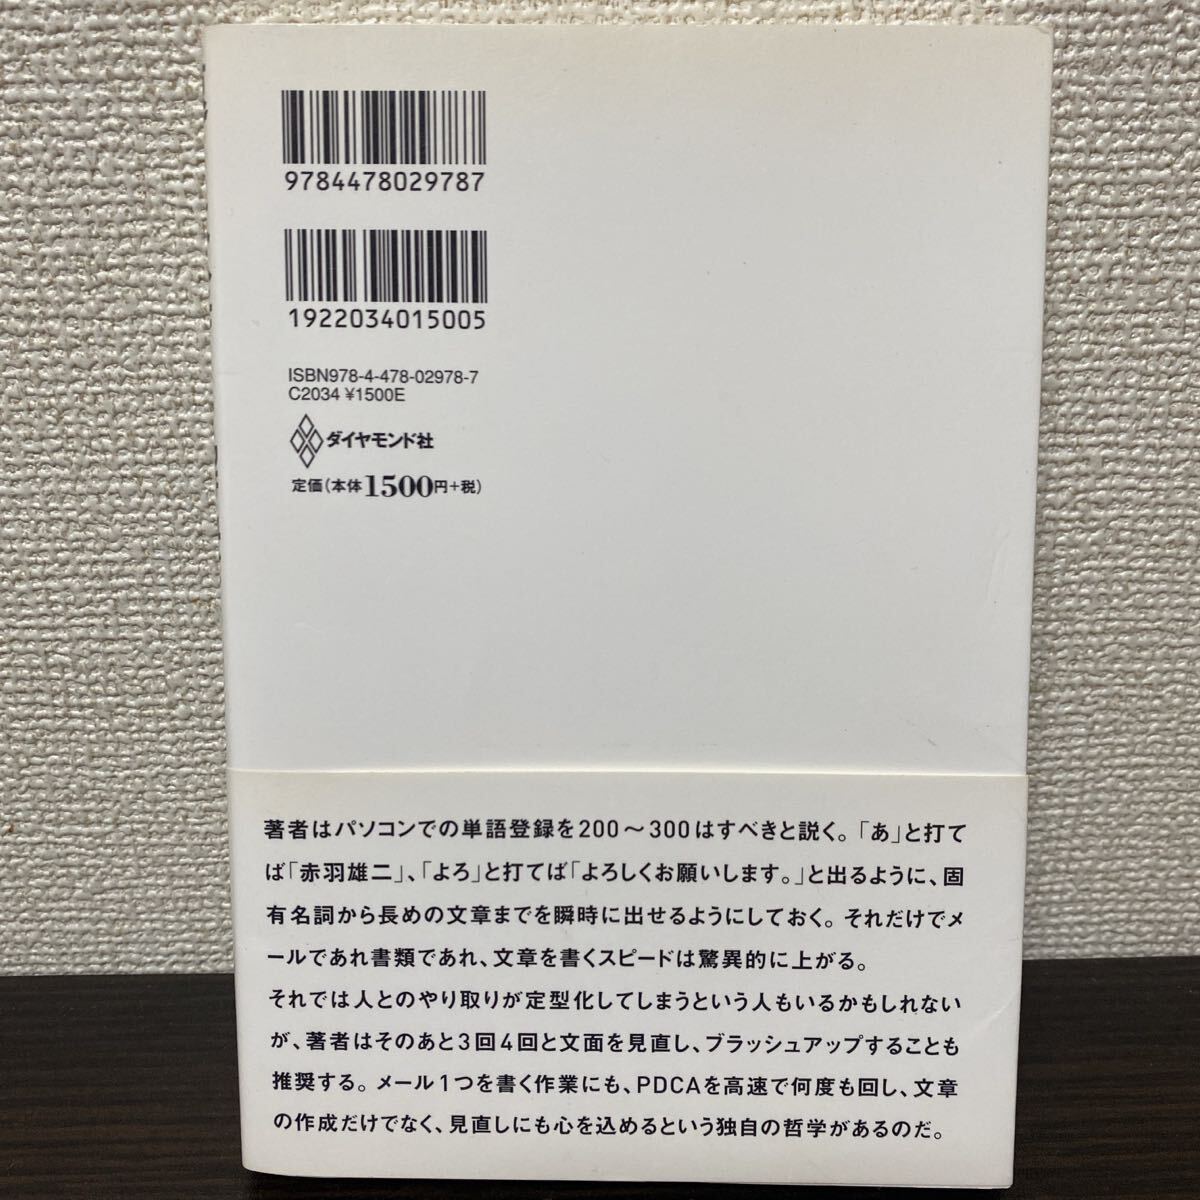 9784478029787
1922034015005
ISBN978-4-478-02978-7
C2034 ¥1500E
ダイヤモンド社
定価(本体1500円+税)
著者はパソコンでの単語登録を200〜300はすべきと説く。「あ」と打て
ば「赤羽雄二」、「よろ」と打てば「よろしくお願いします。」と出るように、固
有名詞から長めの文章までを瞬時に出せるようにしておく。それだけでメ
ールであれ書類であれ、文章を書くスピードは驚異的に上がる。
それでは人とのやり取りが定型化してしまうという人もいるかもしれない
が、著者はそのあと3回4回と文面を見直し、ブラッシュアップすることも
推奨する。メール1つを書く作業にも、PDCAを高速で何度も回し、文章
の作成だけでなく、見直しにも心を込めるという独自の哲学があるのだ。